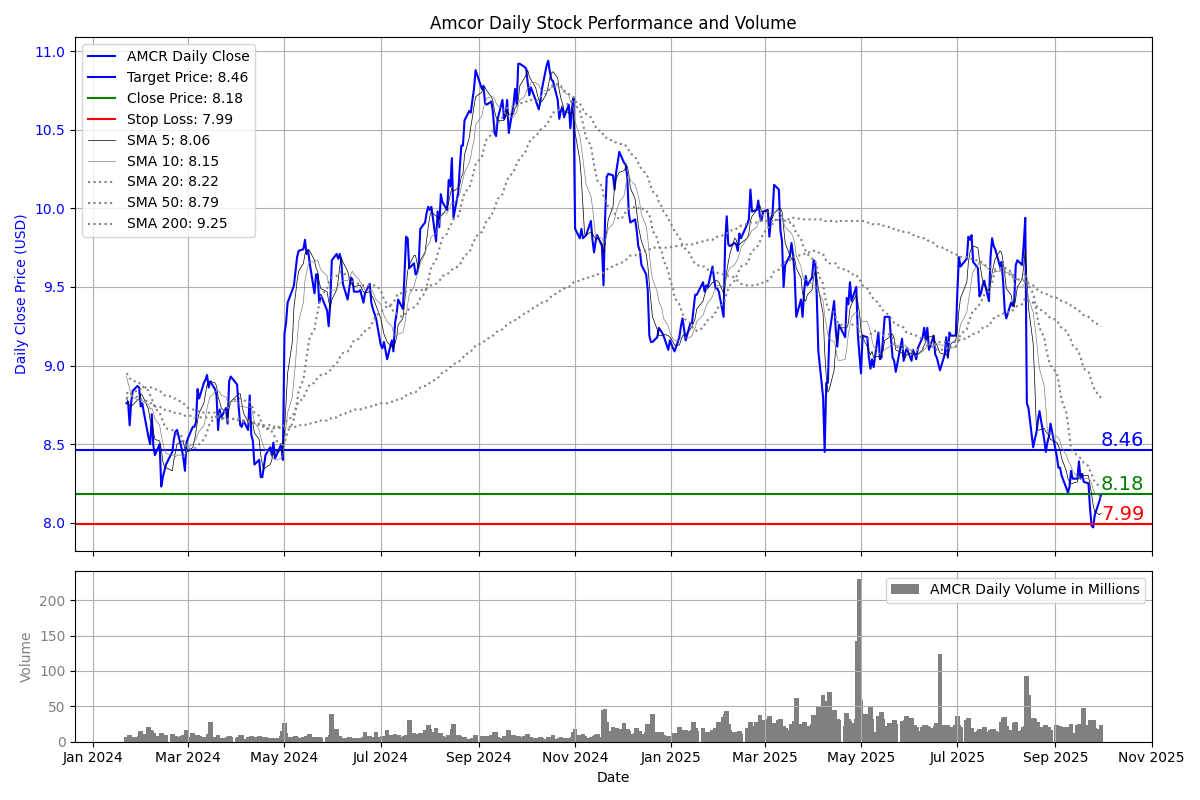 Amcor Daily Stock Performance and Volume
11.0
10.5
10.0
9.5
9.0
8.5
8.0
Daily Close Price (USD)
AMCR Daily Close
Target Price: 8.46
Close Price: 8.18
Stop Loss: 7.99
SMA 5: 8.06
SMA 10: 8.15
SMA 20: 8.22
SMA 50: 8.79
SMA 200: 9.25
8.46
8.18
7.99
AMCR Daily Volume in Millions
200
150
100
50
0
Volume
Jan 2024 Mar 2024 May 2024 Jul 2024 Sep 2024 Nov 2024 Jan 2025 Mar 2025 May 2025 Jul 2025 Sep 2025 Nov 2025
Date